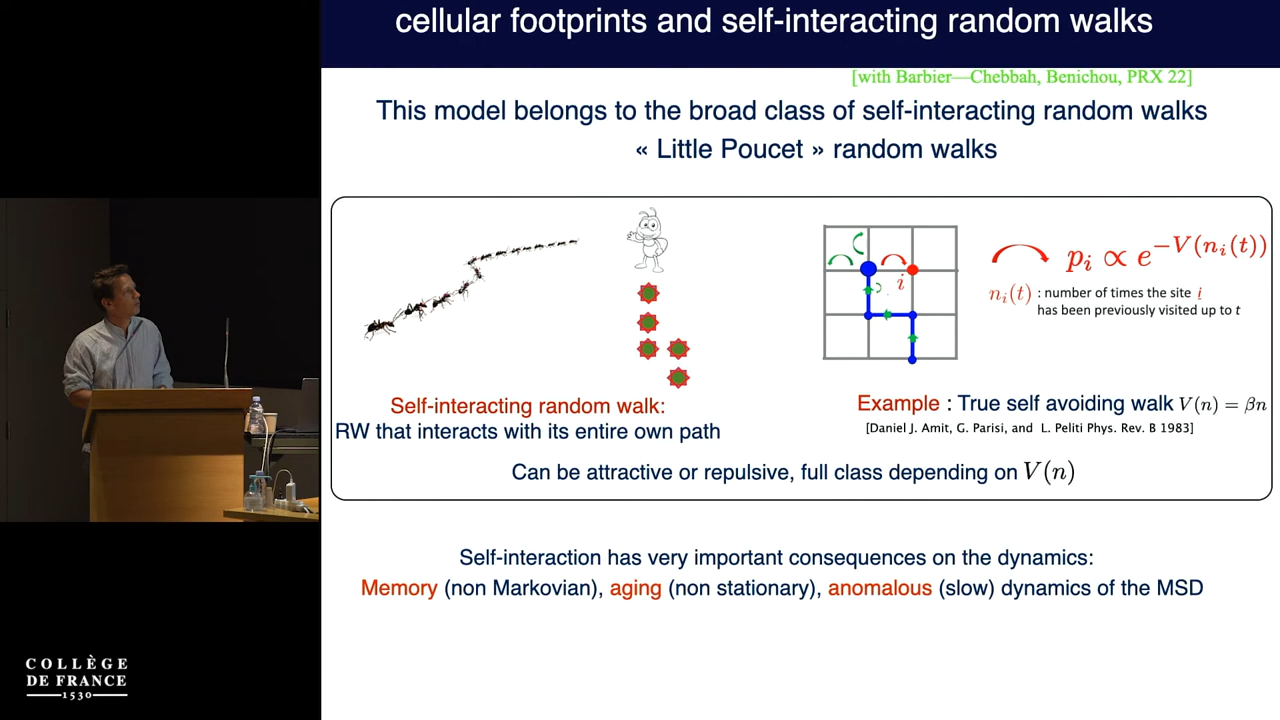 cellular footprints and self-interacting random walks
[with Barbier—Chebbah, Benichou, PRX 22]
This model belongs to the broad class of self-interacting random walks
« Little Poucet » random walks
i
p_i ∝ e^{-V(n_i(t))}
n_i(t) : number of times the site i
has been previously visited up to t
Self-interacting random walk:
RW that interacts with its entire own path
Example : True self avoiding walk V(n) = βn
[Daniel J. Amit, G. Parisi, and L. Peliti Phys. Rev. B 1983]
Can be attractive or repulsive, full class depending on V(n)
Self-interaction has very important consequences on the dynamics:
Memory (non Markovian), aging (non stationary), anomalous (slow) dynamics of the MSD
COLLÈGE
DE FRANCE
1530